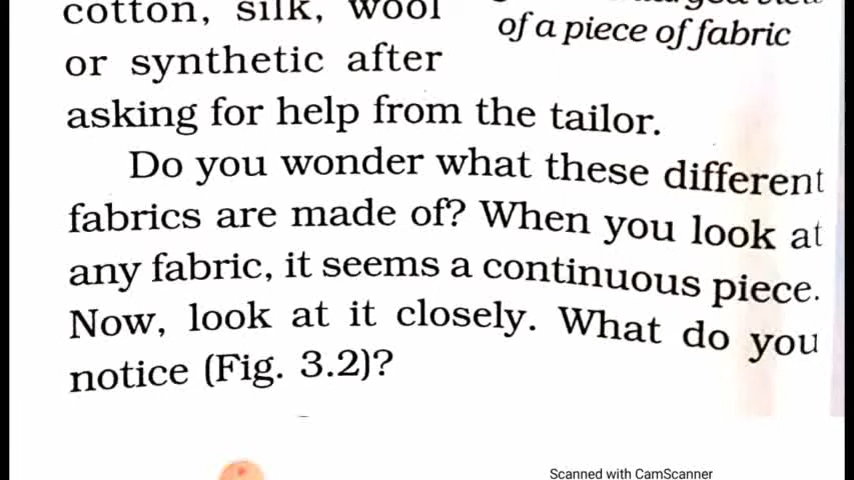 cotton, silk, wool
of a piece of fabric
or synthetic after
asking for help from the tailor.
Do you wonder what these different
fabrics are made of? When you look at
any fabric, it seems a continuous piece.
Now, look at it closely. What do you
notice (Fig. 3.2)?
Scanned with CamScanner